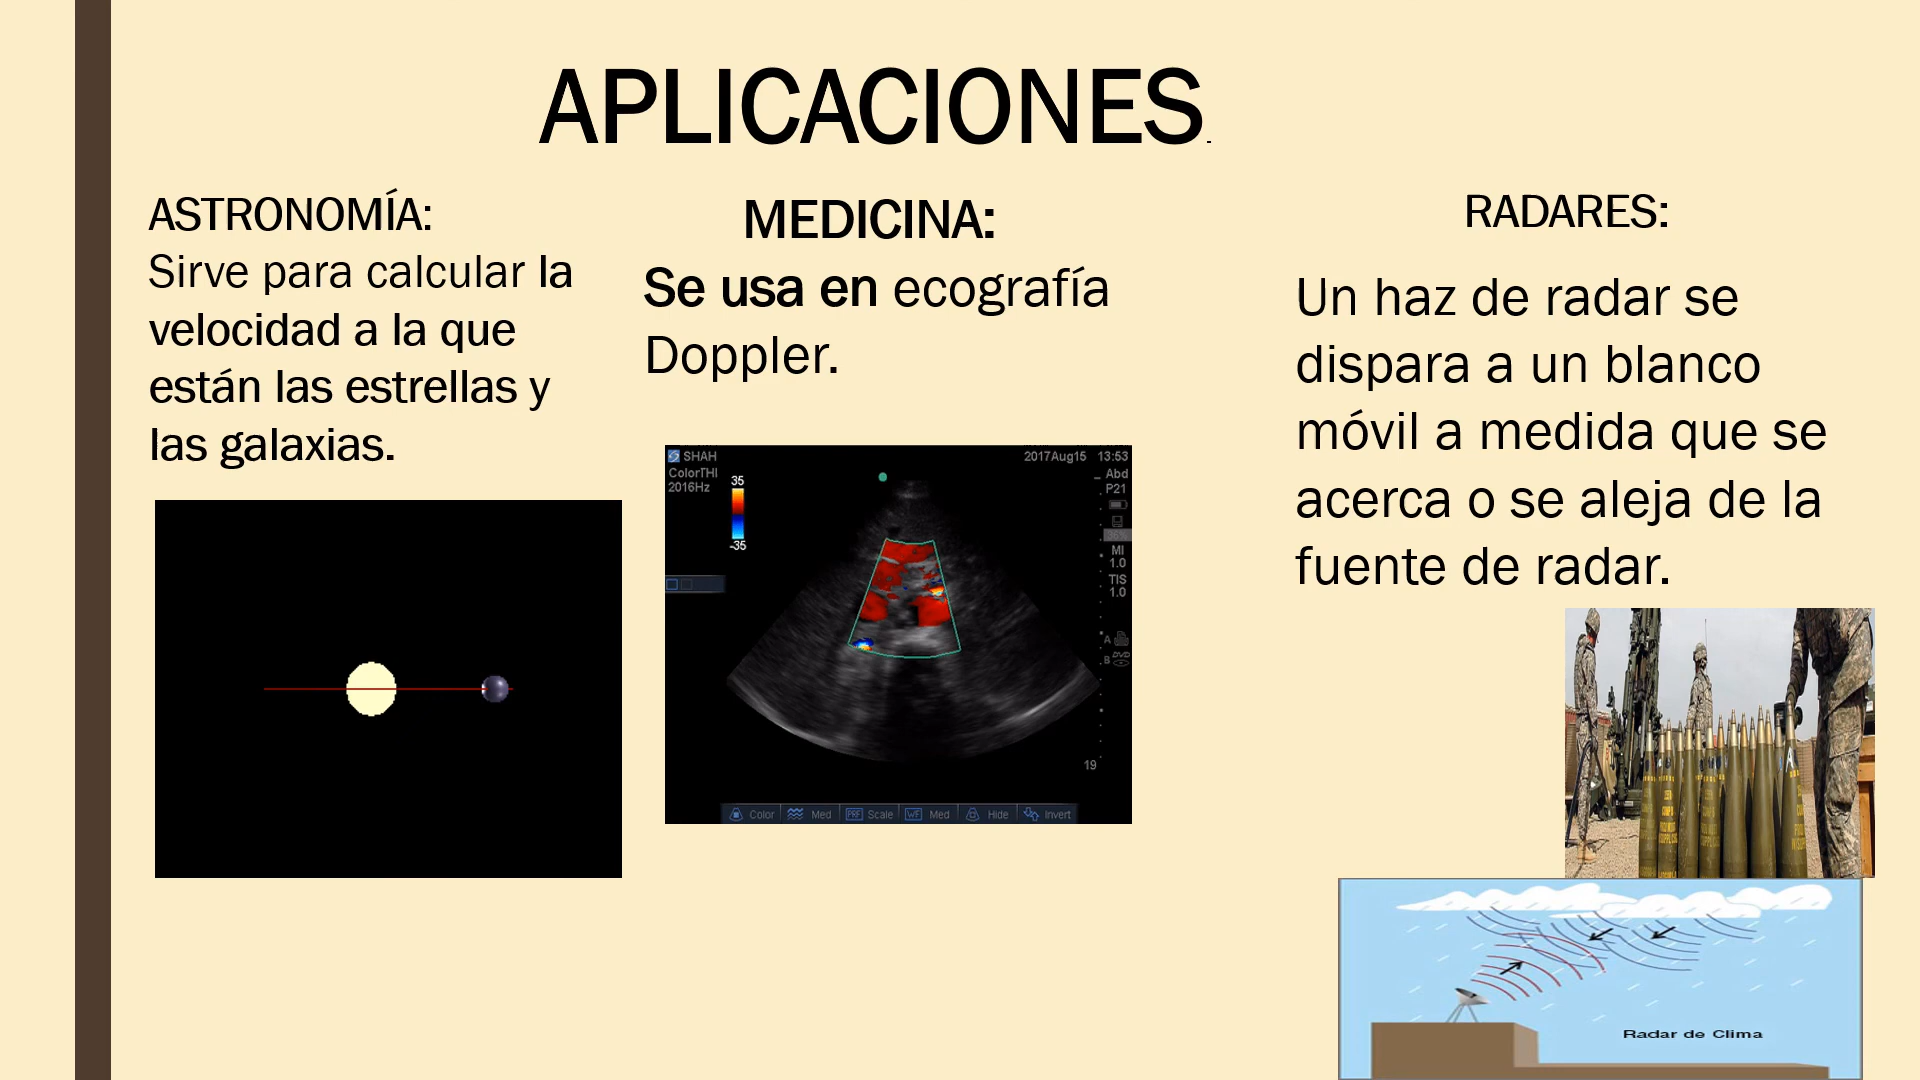 APLICACIONES.
ASTRONOMÍA:
Sirve para calcular la
velocidad a la que
están las estrellas y
las galaxias.
MEDICINA:
Se usa en ecografía
Doppler.
SHAH
2017Aug15 13:53
ColorTHI
2016Hz
35
-35
Abd
P21
MI
1.0
TIS
1.0
A
B
DVD
19
Color
Med
PRF Scale
WF Med
Hide
Invert
RADARES:
Un haz de radar se
dispara a un blanco
móvil a medida que se
acerca o se aleja de la
fuente de radar.
Radar de Clima